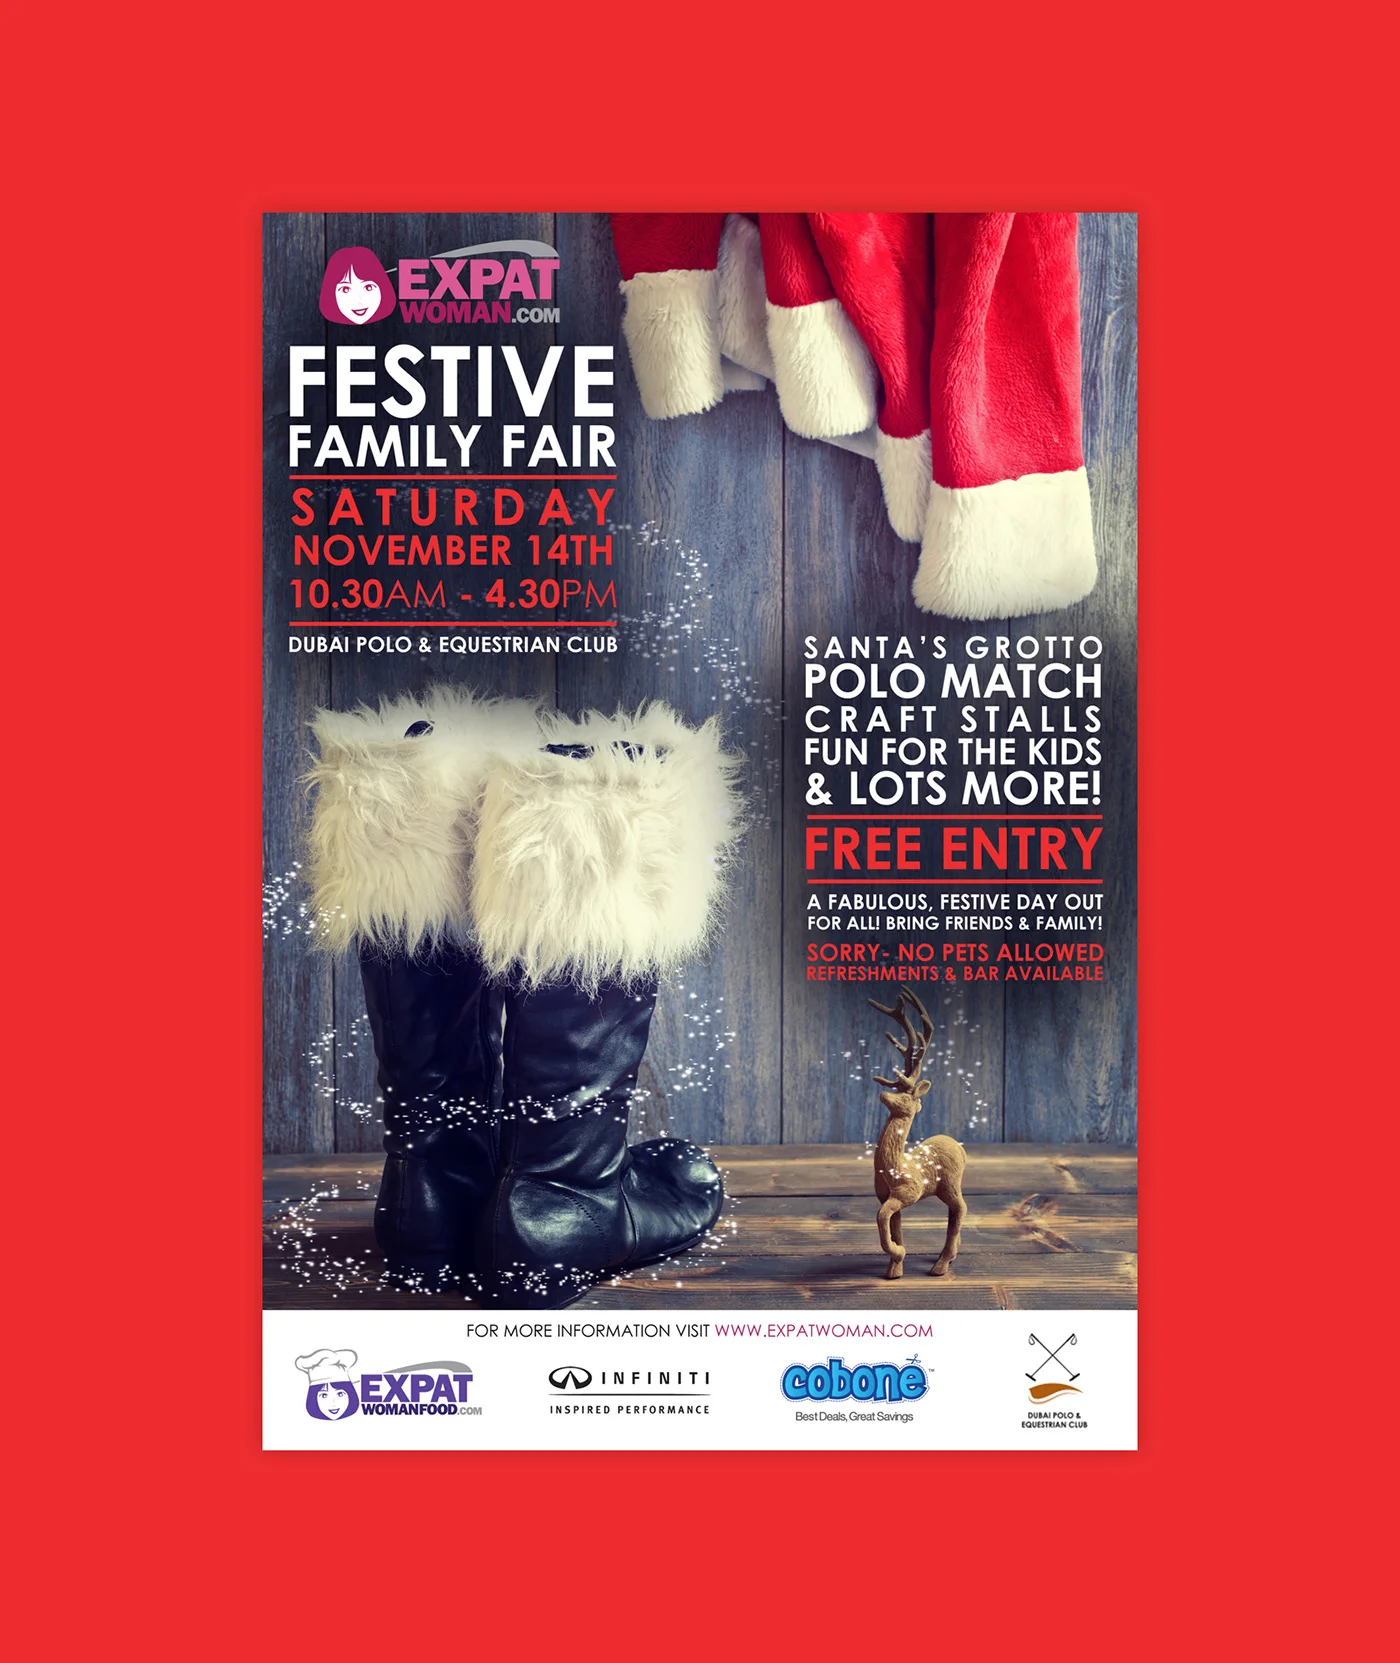 EXPAT
WOMAN.COM
FESTIVE
FAMILY FAIR
SATURDAY
NOVEMBER 14TH
10.30AM - 4.30PM
DUBAI POLO & EQUESTRIAN CLUB
SANTA'S GROTTO
POLO MATCH
CRAFT STALLS
FUN FOR THE KIDS
& LOTS MORE!
FREE ENTRY
A FABULOUS, FESTIVE DAY OUT
FOR ALL! BRING FRIENDS & FAMILY!
SORRY- NO PETS ALLOWED
REFRESHMENTS & BAR AVAILABLE
FOR MORE INFORMATION VISIT WWW.EXPATWOMAN.COM
EXPAT
WOMANFOOD.COM
INFINITI
INSPIRED PERFORMANCE
cobone™
Best Deals, Great Savings
DUBAI POLO &
EQUESTRIAN CLUB